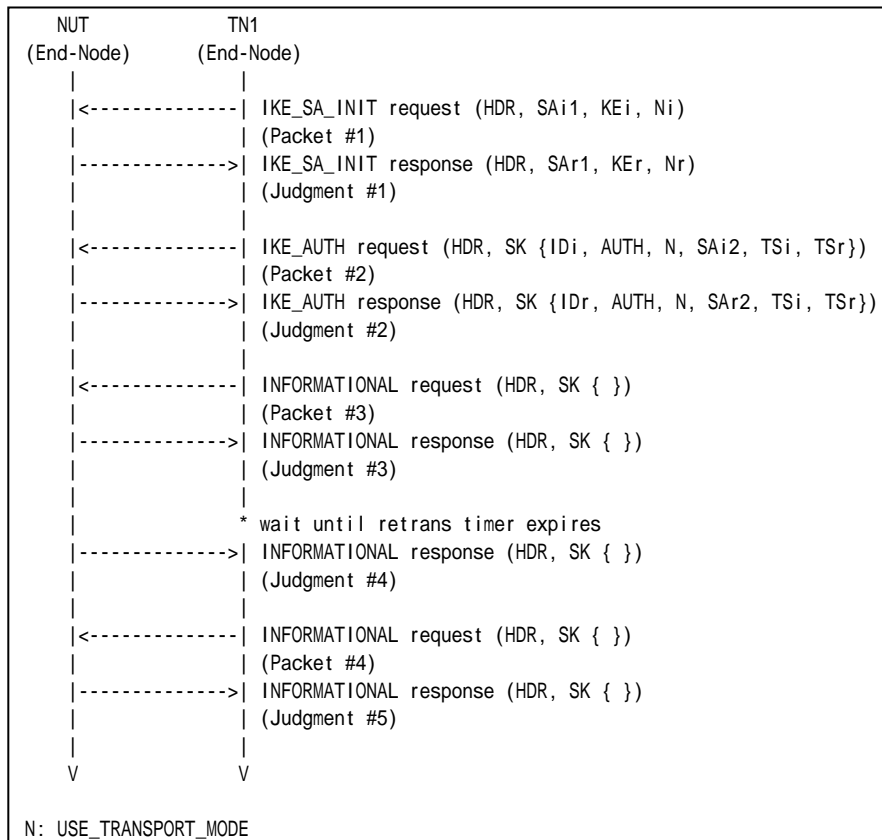 NUT TN1
(End-Node) (End-Node)
| |
|<--------------| IKE_SA_INIT request (HDR, SAi1, KEi, Ni)
| | (Packet #1)
|-------------->| IKE_SA_INIT response (HDR, SAr1, KEr, Nr)
| | (Judgment #1)
| |
|<--------------| IKE_AUTH request (HDR, SK {IDi, AUTH, N, SAi2, TSi, TSr})
| | (Packet #2)
|-------------->| IKE_AUTH response (HDR, SK {IDr, AUTH, N, SAr2, TSi, TSr})
| | (Judgment #2)
| |
|<--------------| INFORMATIONAL request (HDR, SK { })
| | (Packet #3)
|-------------->| INFORMATIONAL response (HDR, SK { })
| | (Judgment #3)
| |
| * wait until retrans timer expires
|-------------->| INFORMATIONAL response (HDR, SK { })
| | (Judgment #4)
| |
|<--------------| INFORMATIONAL request (HDR, SK { })
| | (Packet #4)
|-------------->| INFORMATIONAL response (HDR, SK { })
| | (Judgment #5)
| |
V V
N: USE_TRANSPORT_MODE